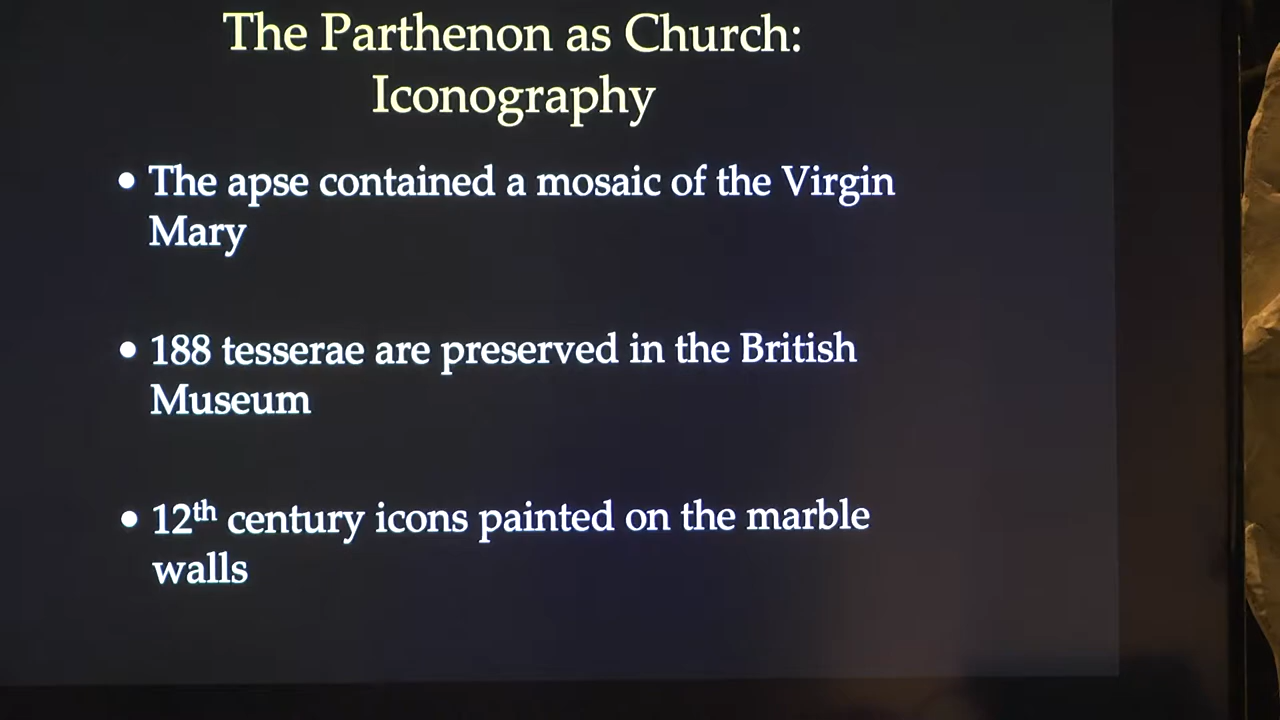 The Parthenon as Church:
Iconography
• The apse contained a mosaic of the Virgin
Mary
• 188 tesserae are preserved in the British
Museum
• 12th century icons painted on the marble
walls